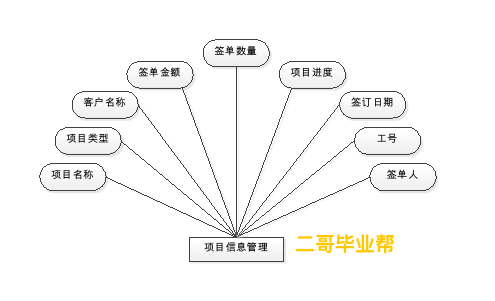 签单数量
签单金额
项目进度
客户名称
签订日期
项目类型
工号
项目名称
签单人
项目信息管理
二哥毕业帮